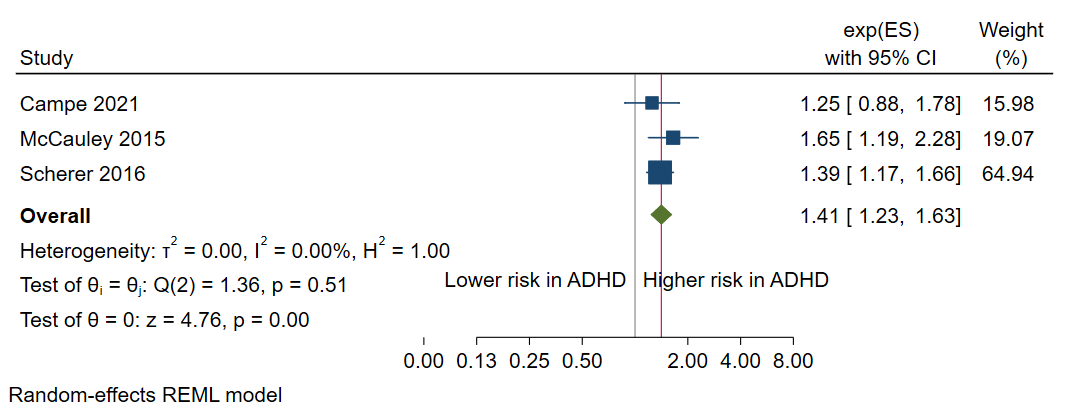 exp(ES) Weight
Study with 95% CI (%)
Campe 2021 1.25 [ 0.88, 1.78] 15.98
McCauley 2015 1.65 [ 1.19, 2.28] 19.07
Scherer 2016 1.39 [ 1.17, 1.66] 64.94
Overall 1.41 [ 1.23, 1.63]
Heterogeneity: τ² = 0.00, I² = 0.00%, H² = 1.00
Lower risk in ADHD Higher risk in ADHD
Test of θᵢ = θⱼ: Q(2) = 1.36, p = 0.51
Test of θ = 0: z = 4.76, p = 0.00
0.00 0.13 0.25 0.50 2.00 4.00 8.00
Random-effects REML model